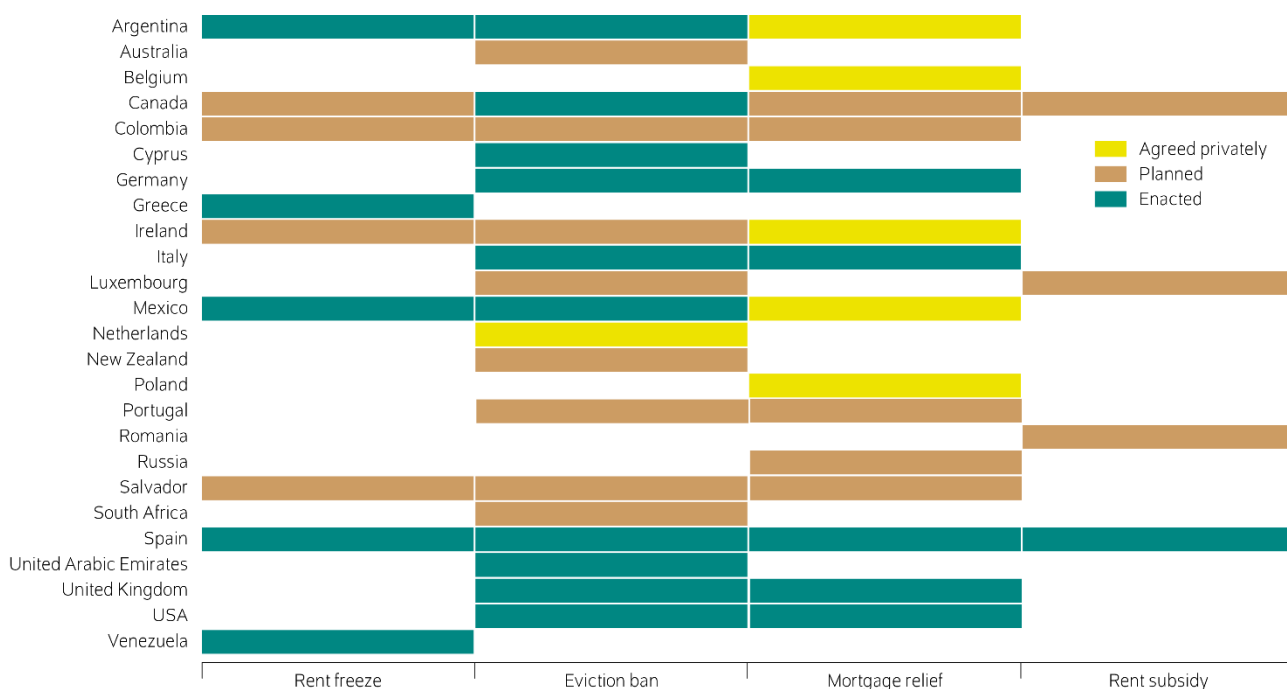 Argentina
Australia
Belgium
Canada
Colombia
Cyprus
Germany
Greece
Ireland
Italy
Luxembourg
Mexico
Netherlands
New Zealand
Poland
Portugal
Romania
Russia
Salvador
South Africa
Spain
United Arabic Emirates
United Kingdom
USA
Venezuela
Agreed privately
Planned
Enacted
Rent freeze
Eviction ban
Mortgage relief
Rent subsidy